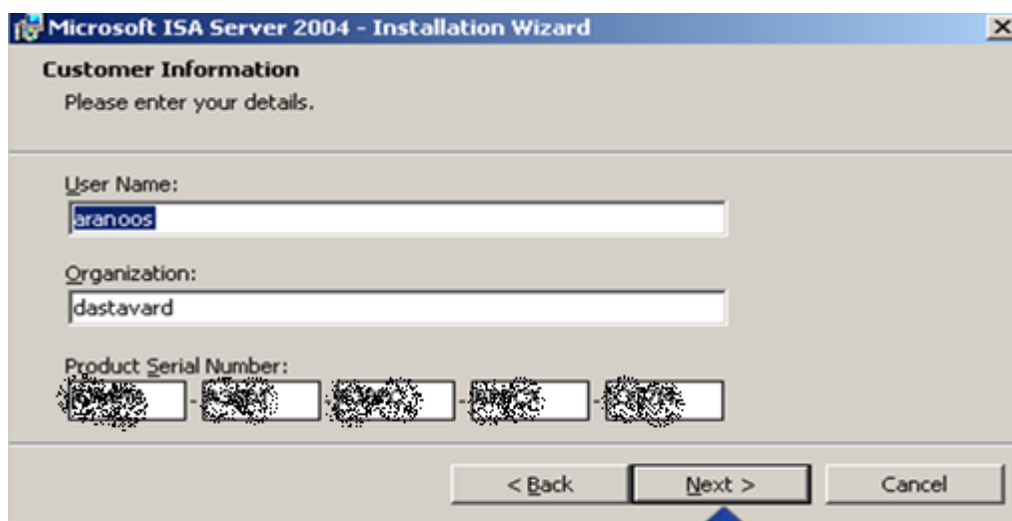 Microsoft ISA Server 2004 - Installation Wizard
Customer Information
Please enter your details.
User Name:
aranoos
Organization:
dastavard
Product Serial Number:
- - - -
< Back Next > Cancel